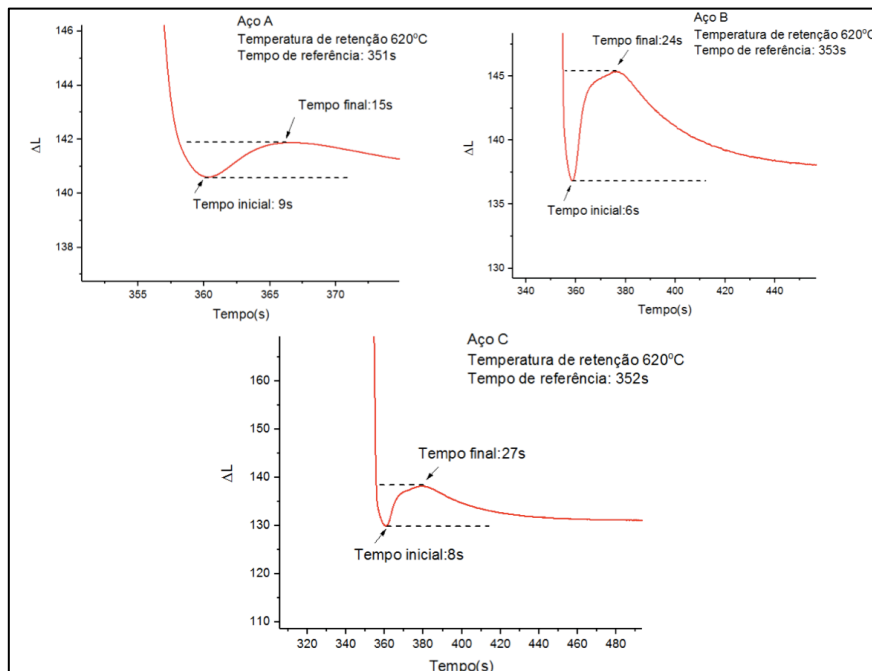 Aço A
Temperatura de retenção 620ºC
Tempo de referência: 351s
146
144
142
140
138
ΔL
Tempo final:15s
Tempo inicial: 9s
355
360
365
370
Tempo(s)
Aço B
Temperatura de retenção 620ºC
Tempo de referência: 353s
Tempo final:24s
145
140
135
130
ΔL
Tempo inicial:6s
340
360
380
400
420
440
Tempo(s)
Aço C
Temperatura de retenção 620ºC
Tempo de referência: 352s
160
150
140
130
120
110
ΔL
Tempo final:27s
Tempo inicial:8s
320
340
360
380
400
420
440
460
480
Tempo(s)